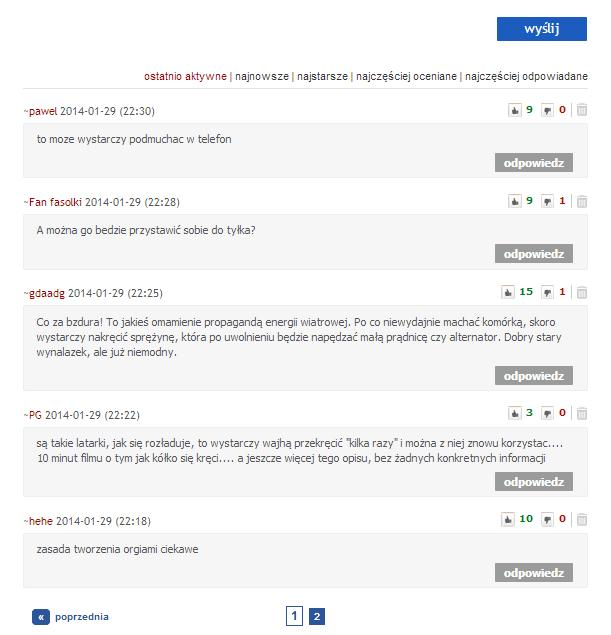 wyślij
ostatnio aktywne | najnowsze | najstarsze | najczęściej oceniane | najczęściej odpowiadane
~pawel 2014-01-29 (22:30) 9 0
to moze wystarczy podmuchac w telefon
odpowiedz
~Fan fasolki 2014-01-29 (22:28) 9 1
A można go bedzie przystawić sobie do tyłka?
odpowiedz
~gdaadg 2014-01-29 (22:25) 15 1
Co za bzdura! To jakieś omamienie propagandą energii wiatrowej. Po co niewydajnie machać komórką, skoro
wystarczy nakręcić sprężynę, która po uwolnieniu będzie napędzać małą prądnicę czy alternator. Dobry stary
wynalazek, ale już niemodny.
odpowiedz
~PG 2014-01-29 (22:22) 3 0
są takie latarki, jak się rozładuje, to wystarczy wajhą przekręcić "kilka razy" i można z niej znowu korzystac....
10 minut filmu o tym jak kółko się kręci.... a jeszcze więcej tego opisu, bez żadnych konkretnych informacji
odpowiedz
~hehe 2014-01-29 (22:18) 10 0
zasada tworzenia orgiami ciekawe
odpowiedz
« poprzednia 1 2